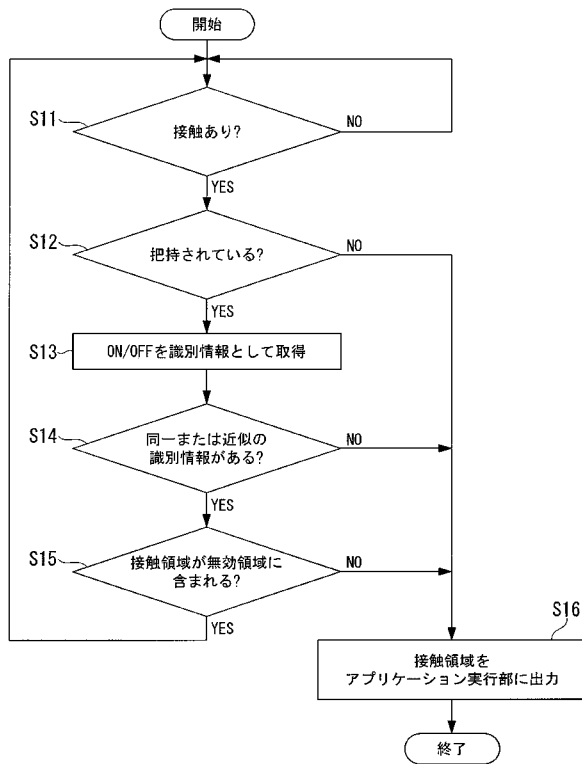 開始
S11
接触あり?
NO
YES
S12
把持されている?
NO
YES
S13
ON/OFFを識別情報として取得
S14
同一または近似の
識別情報がある?
NO
YES
S15
接触領域が無効領域に
含まれる?
NO
YES
S16
接触領域を
アプリケーション実行部に出力
終了